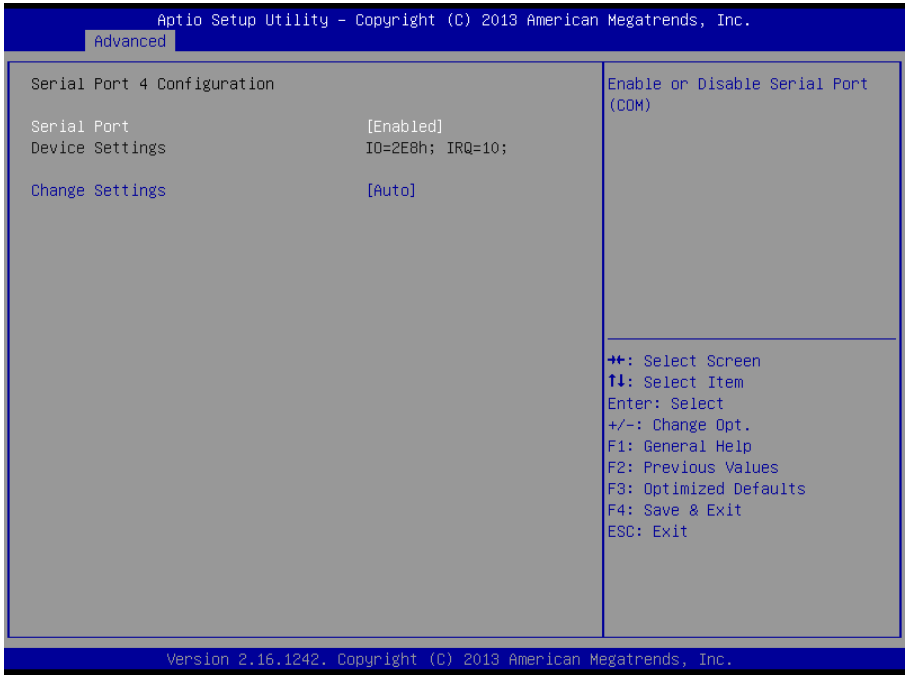 Aptio Setup Utility – Copyright (C) 2013 American Megatrends, Inc.
Advanced
Serial Port 4 Configuration
Serial Port [Enabled]
Device Settings IO=2E8h; IRQ=10;
Change Settings [Auto]
Enable or Disable Serial Port
(COM)
→←: Select Screen
↑↓: Select Item
Enter: Select
+/-: Change Opt.
F1: General Help
F2: Previous Values
F3: Optimized Defaults
F4: Save & Exit
ESC: Exit
Version 2.16.1242. Copyright (C) 2013 American Megatrends, Inc.